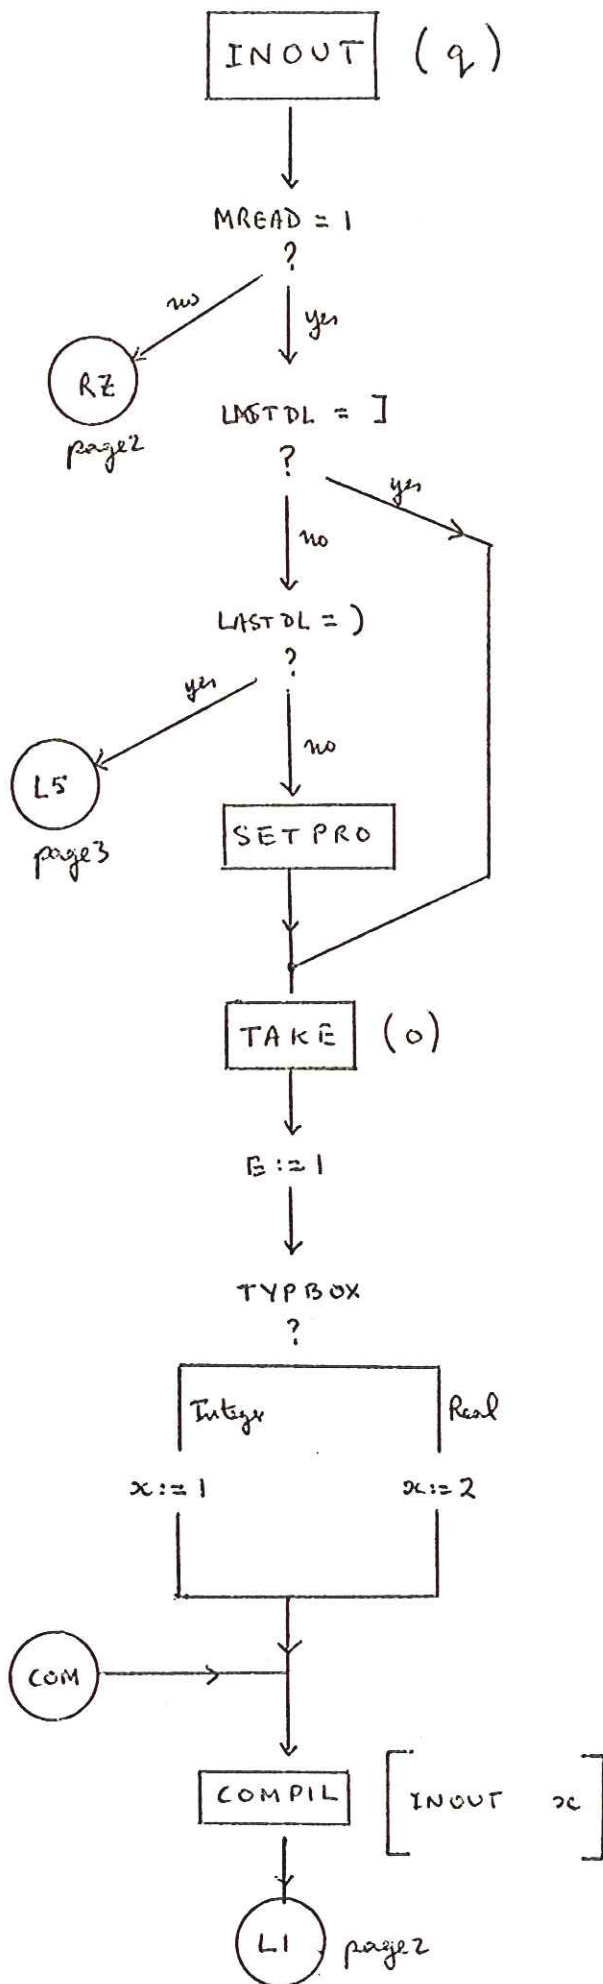 INOUT (q)
MREAD = 1
?
no
yes
RZ
page2
LASTDL = ]
?
yes
no
LASTDL = )
?
yes
no
L5
page3
SETPRO
TAKE (o)
E := 1
TYPBOX
?
Integer Real
x := 1 x := 2
COM
COMPIL [INOUT x]
L1 page2